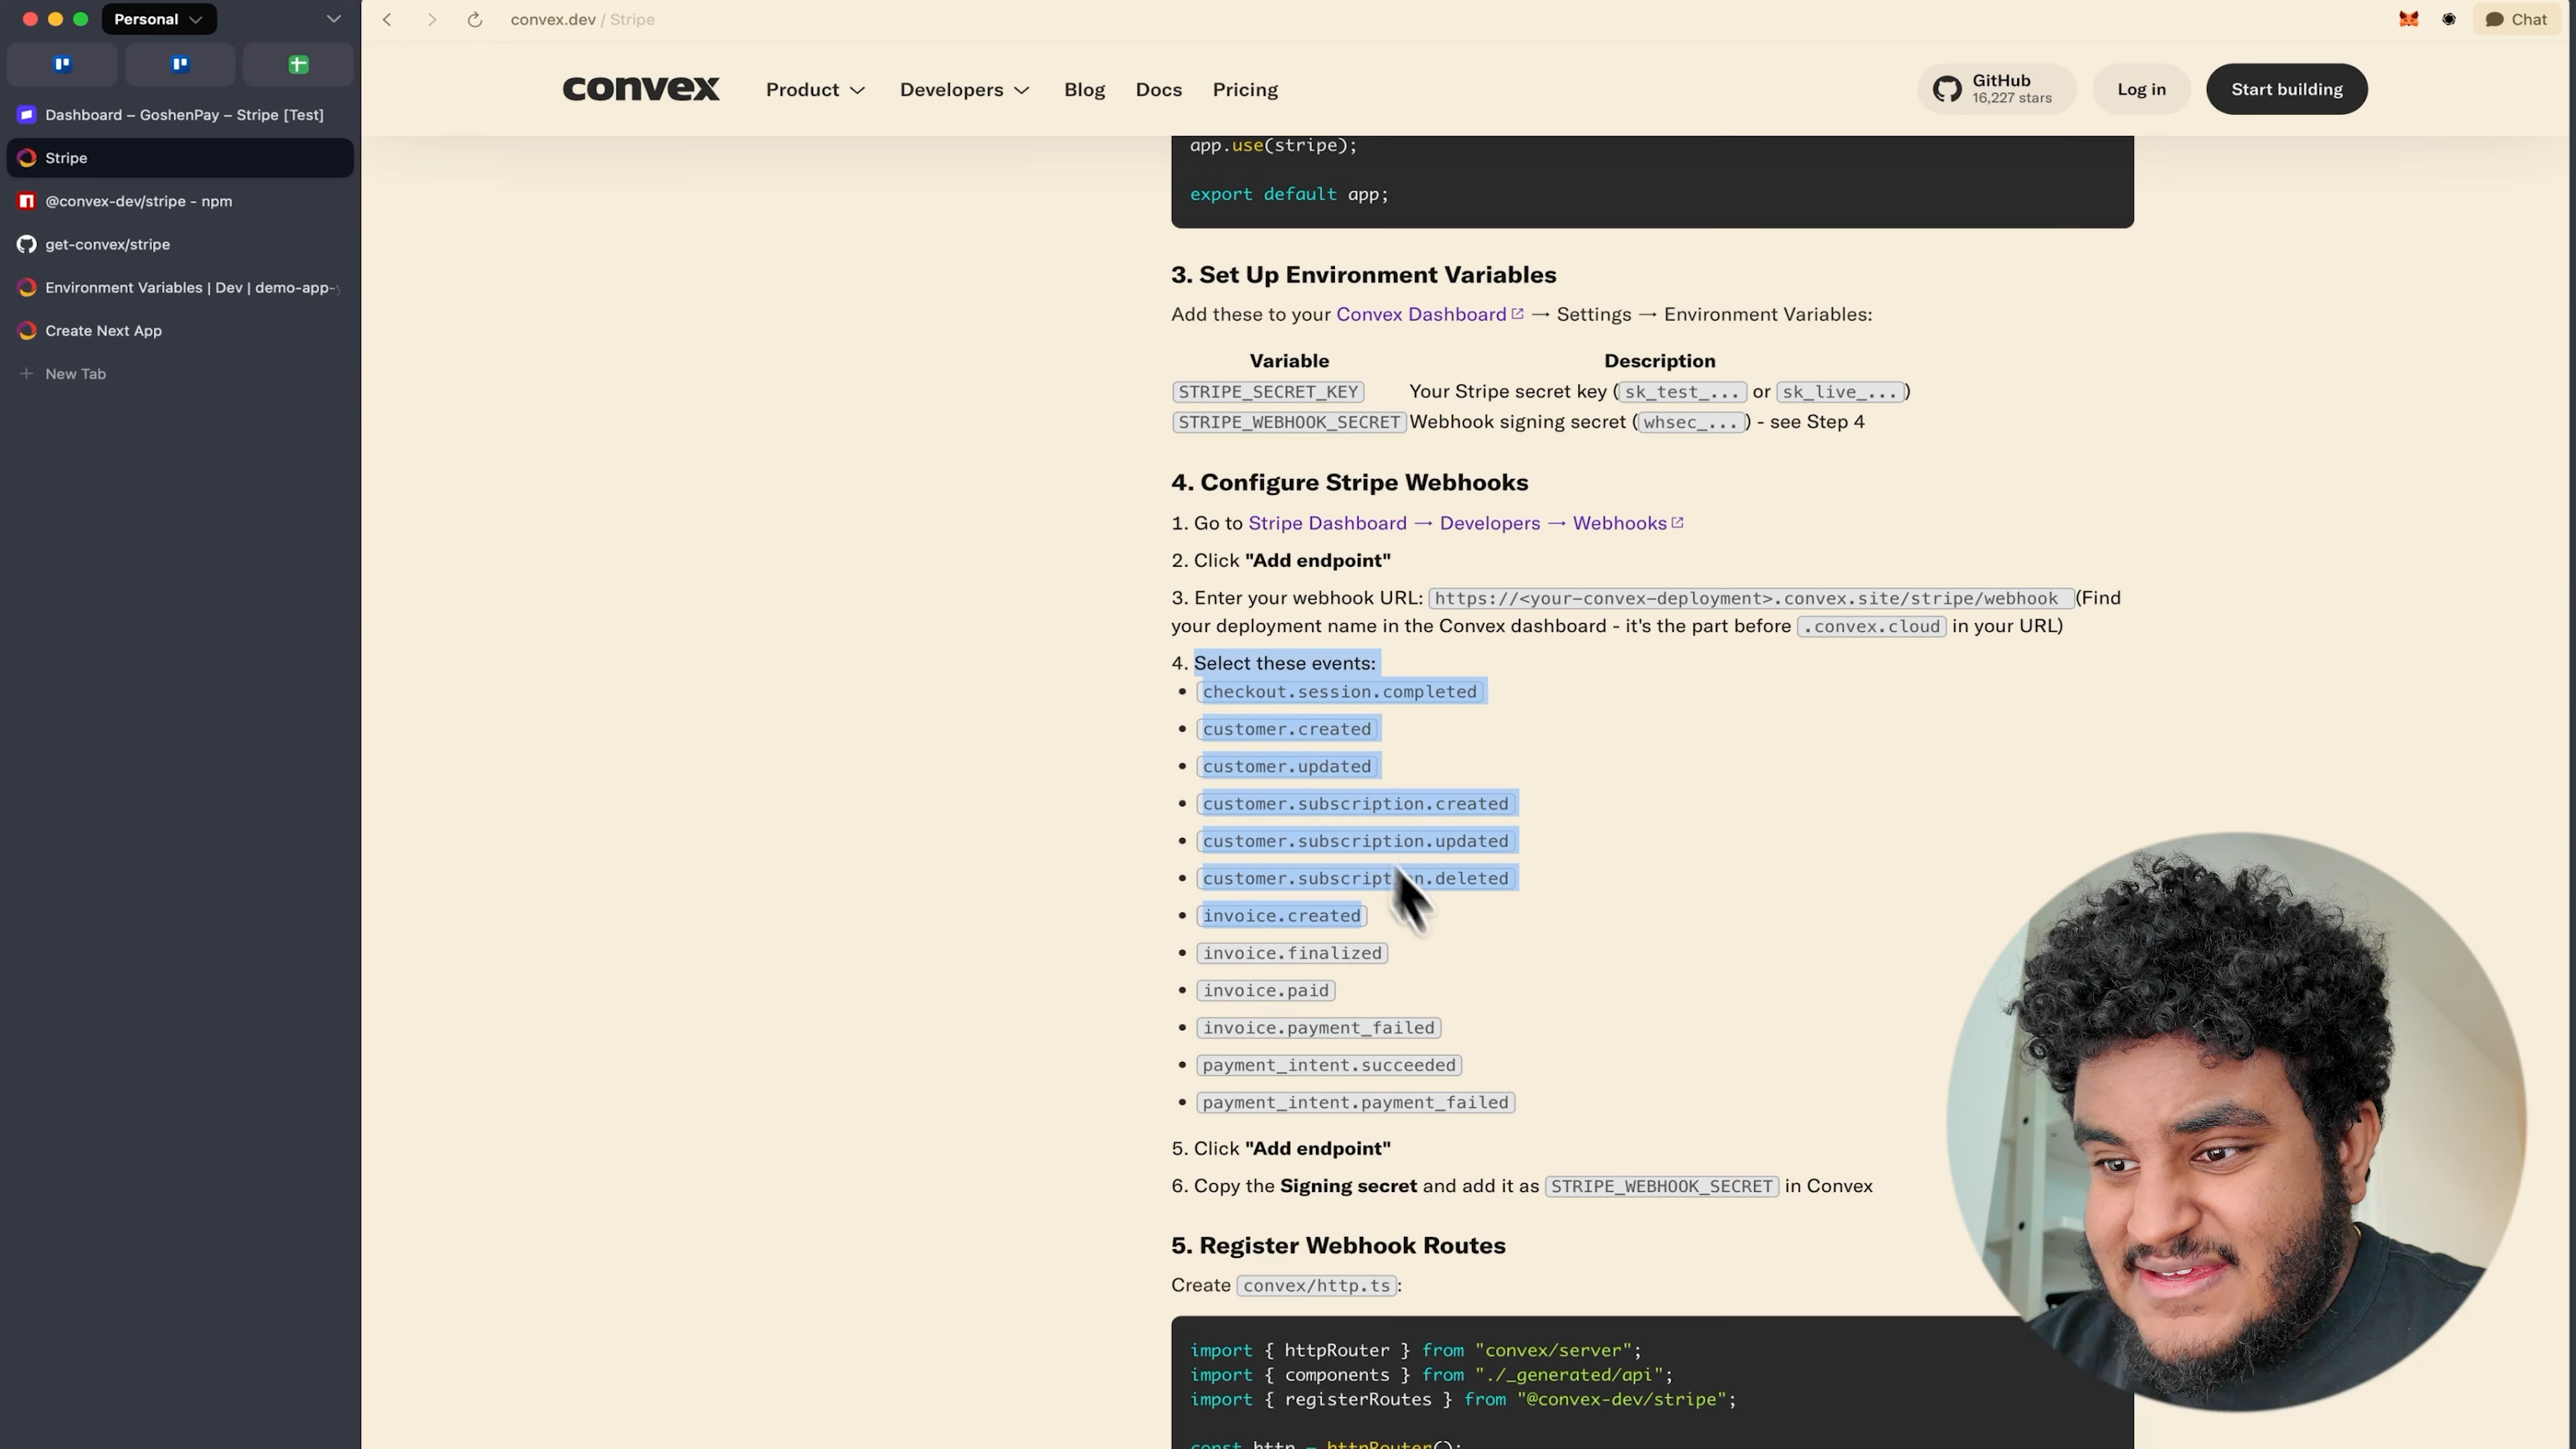 Personal
convex.dev / Stripe
Chat
Dashboard – GoshenPay – Stripe [Test]
Stripe
@convex-dev/stripe - npm
get-convex/stripe
Environment Variables | Dev | demo-app-
Create Next App
New Tab
convex
Product
Developers
Blog
Docs
Pricing
GitHub
16,227 stars
Log in
Start building
app.use(stripe);
export default app;
3. Set Up Environment Variables
Add these to your Convex Dashboard → Settings → Environment Variables:
Variable Description
STRIPE_SECRET_KEY Your Stripe secret key (sk_test_... or sk_live_...)
STRIPE_WEBHOOK_SECRET Webhook signing secret (whsec_...) - see Step 4
4. Configure Stripe Webhooks
1. Go to Stripe Dashboard → Developers → Webhooks
2. Click "Add endpoint"
3. Enter your webhook URL: https://<your-convex-deployment>.convex.site/stripe/webhook (Find
your deployment name in the Convex dashboard - it's the part before .convex.cloud in your URL)
4. Select these events:
• checkout.session.completed
• customer.created
• customer.updated
• customer.subscription.created
• customer.subscription.updated
• customer.subscription.deleted
• invoice.created
• invoice.finalized
• invoice.paid
• invoice.payment_failed
• payment_intent.succeeded
• payment_intent.payment_failed
5. Click "Add endpoint"
6. Copy the Signing secret and add it as STRIPE_WEBHOOK_SECRET in Convex
5. Register Webhook Routes
Create convex/http.ts:
import { httpRouter } from "convex/server";
import { components } from "./_generated/api";
import { registerRoutes } from "@convex-dev/stripe";
const http = httpRouter();